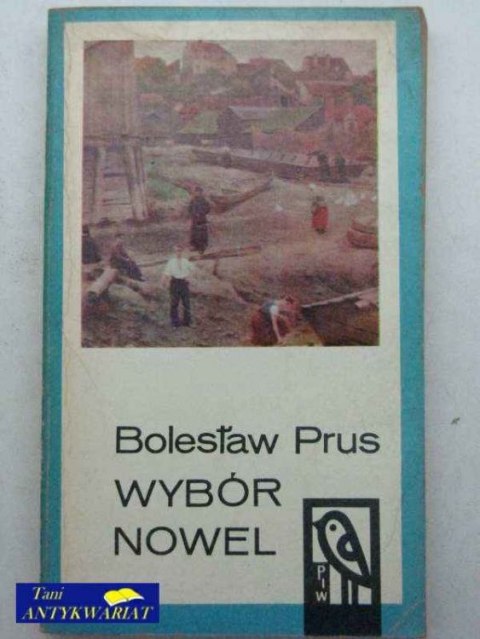 Bolesław Prus
WYBÓR
NOWEL
PIW
Tani
ANTYKWARIAT